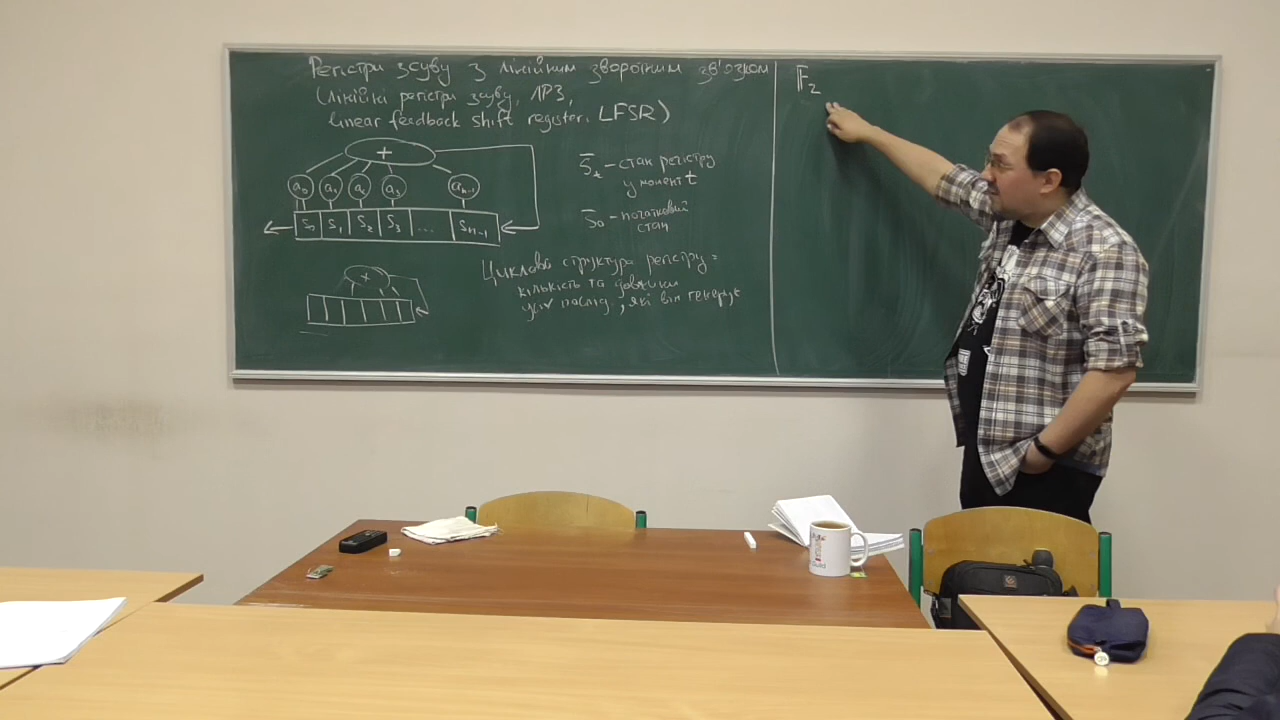 Регістри зсуву з лінійним зворотним зв'язком
(лінійні регістри зсуву, ЛРЗ,
linear feedback shift register, LFSR)
+
a₀ a₁ a₂ a₃ aₙ₋₁
S₀ S₁ S₂ S₃ ... Sₙ₋₁
S̄ₜ - стан регістру
у момент t
S̄₀ - початковий
стан
+
Циклова структура регістру =
кількість та довжини
усіх послід., які він генерує
𝔽₂